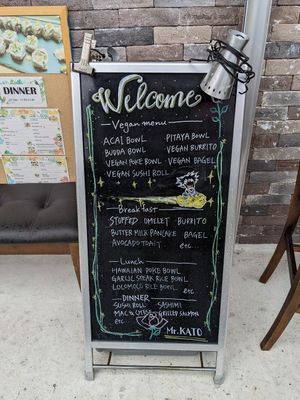 DINNER
Welcome
Vegan menu
ACAI BOWL PITAYA BOWL
BUDDA BOWL VEGAN BURRITO
VEGAN POKE BOWL VEGAN BAGEL
VEGAN SUSHI ROLL
Breakfast
STUFFED OMELET BURRITO
BUTTER MILK PANCAKE BAGEL
AVOCADO TOAST etc
Lunch
HAWAIIAN POKE BOWL
GARLIC STEAK RICE BOWL
LOCOMOCO RICE BOWL etc
DINNER
SUSHI ROLL SASHIMI
MAC & CHEESE GRILLED SALMON
etc
Mr.KATO